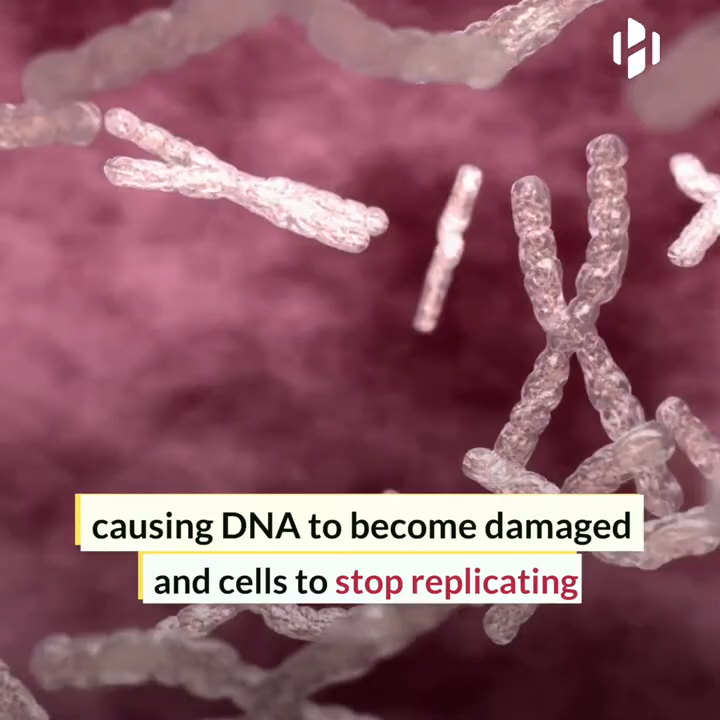 causing DNA to become damaged
and cells to stop replicating